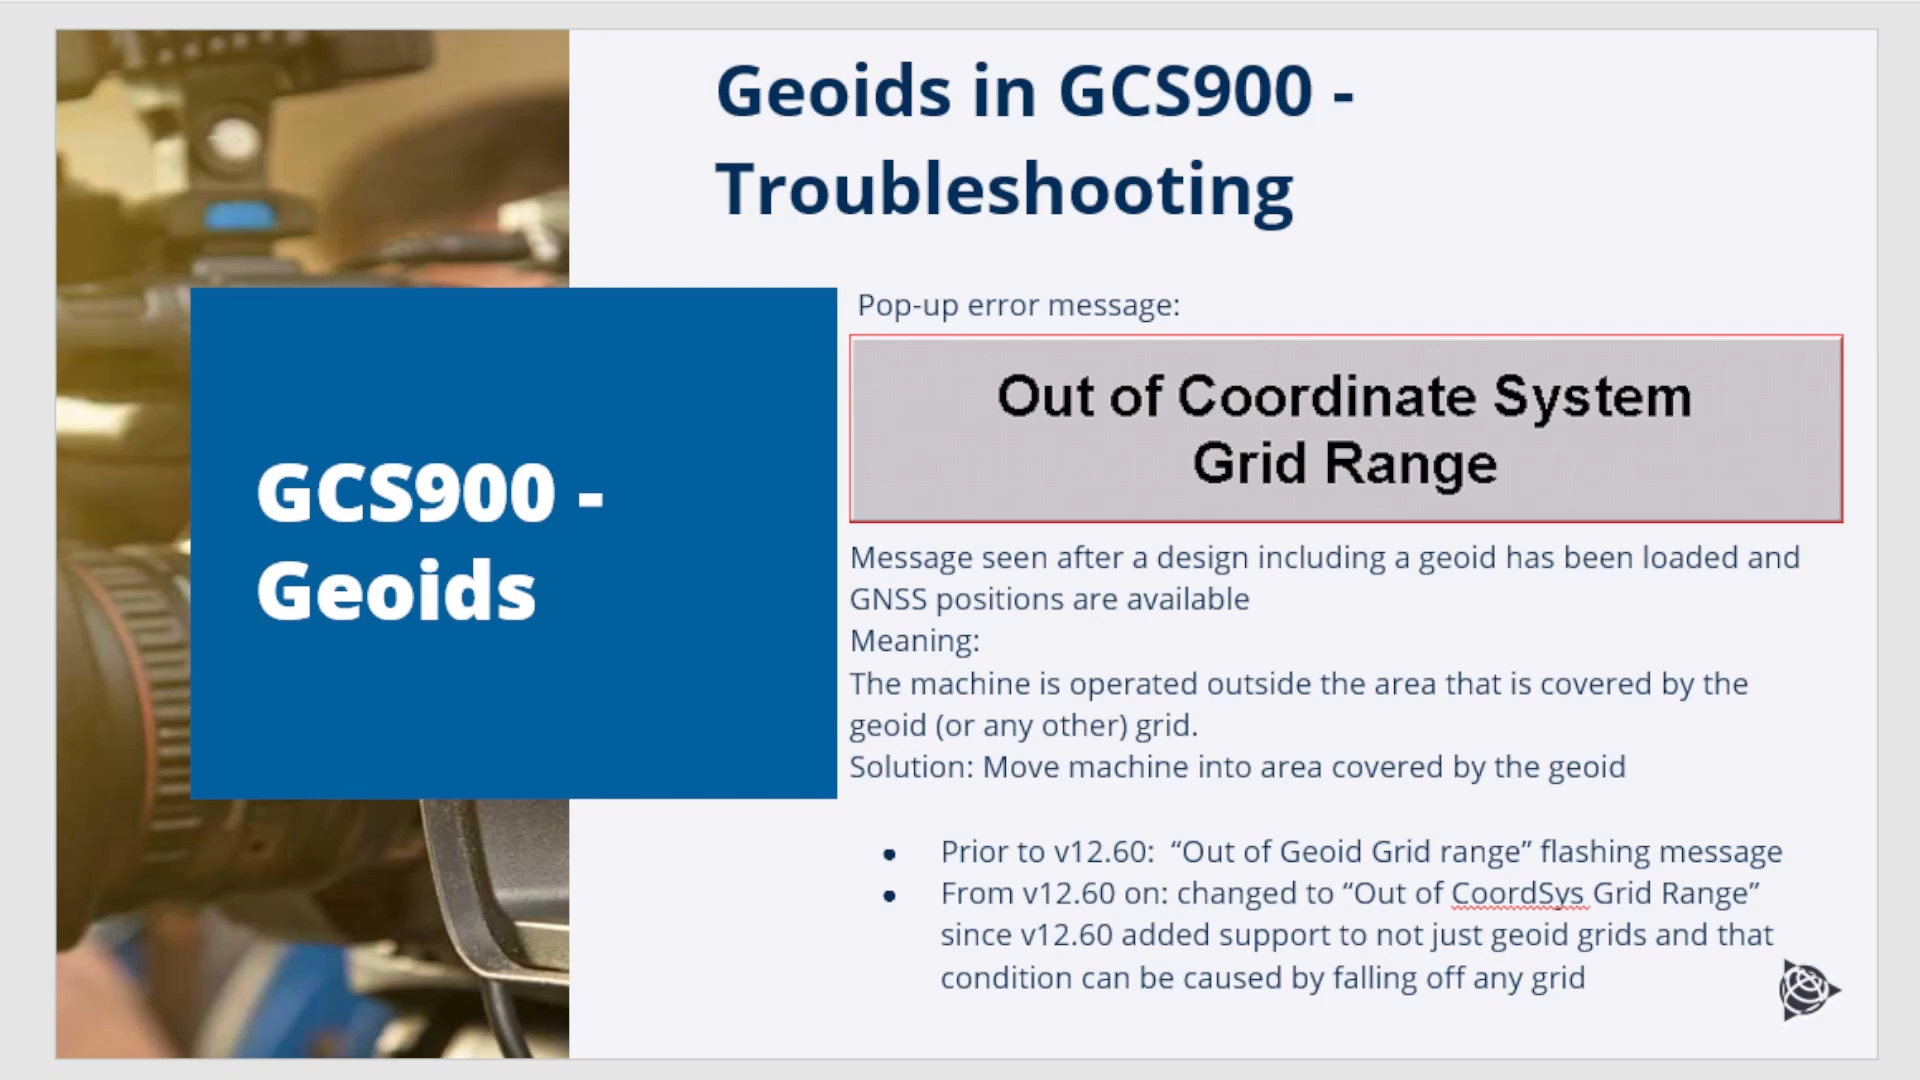 Geoids in GCS900 -
Troubleshooting
GCS900 -
Geoids
Pop-up error message:
Out of Coordinate System
Grid Range
Message seen after a design including a geoid has been loaded and
GNSS positions are available
Meaning:
The machine is operated outside the area that is covered by the
geoid (or any other) grid.
Solution: Move machine into area covered by the geoid
• Prior to v12.60:  “Out of Geoid Grid range” flashing message
• From v12.60 on: changed to “Out of CoordSys Grid Range”
since v12.60 added support to not just geoid grids and that
condition can be caused by falling off any grid